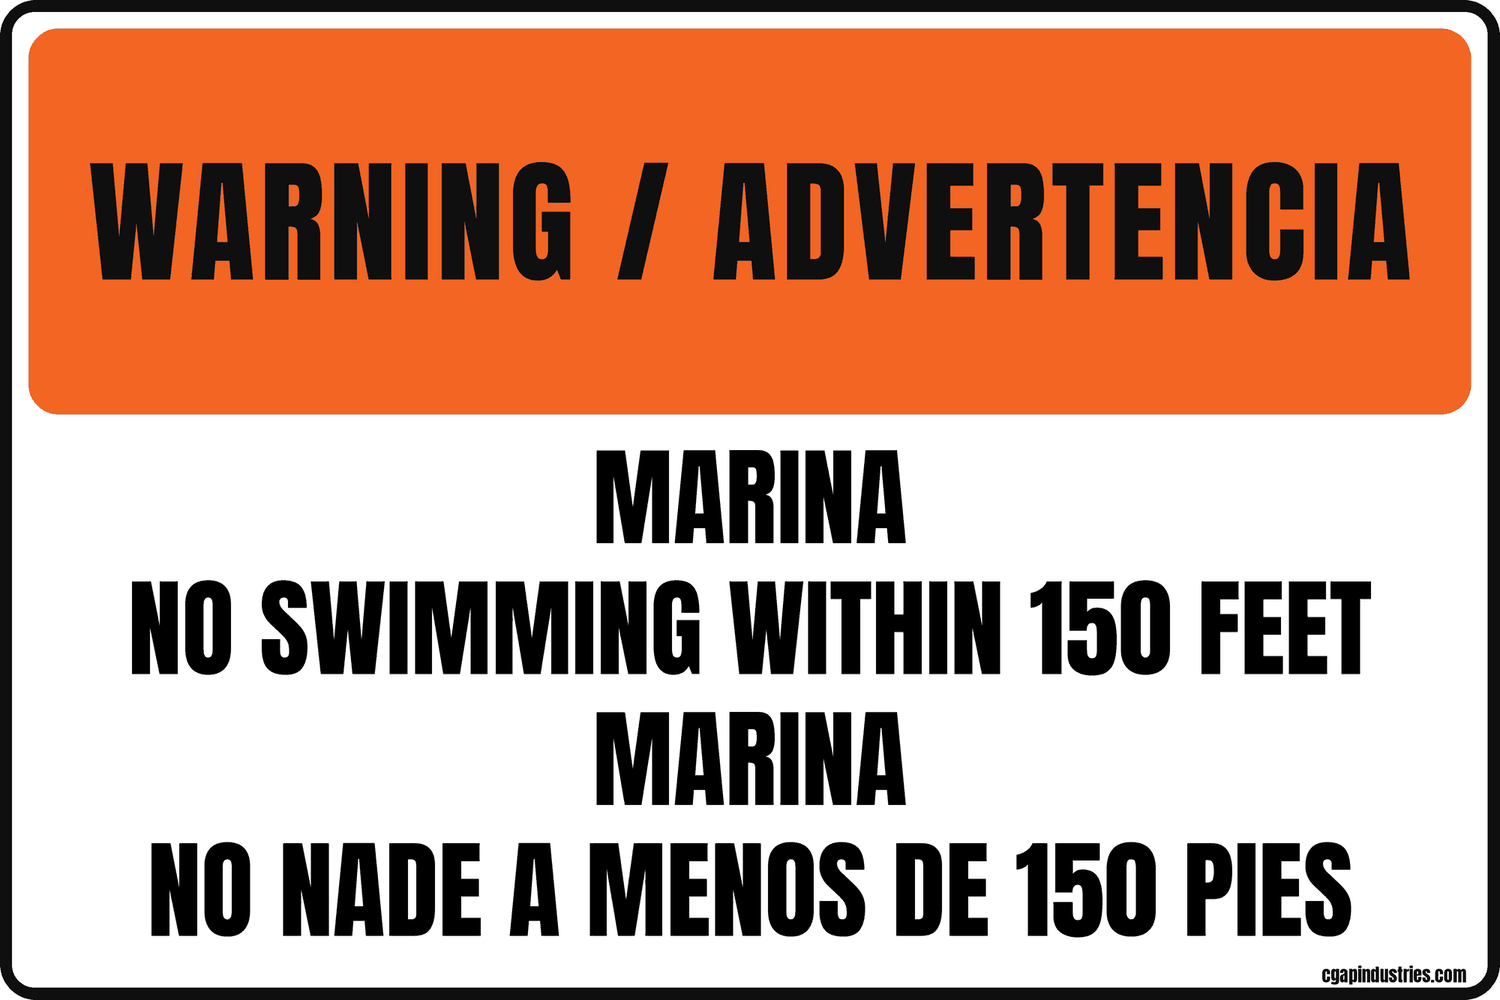 WARNING / ADVERTENCIA
MARINA
NO SWIMMING WITHIN 150 FEET
MARINA
NO NADE A MENOS DE 150 PIES
cgapindustries.com